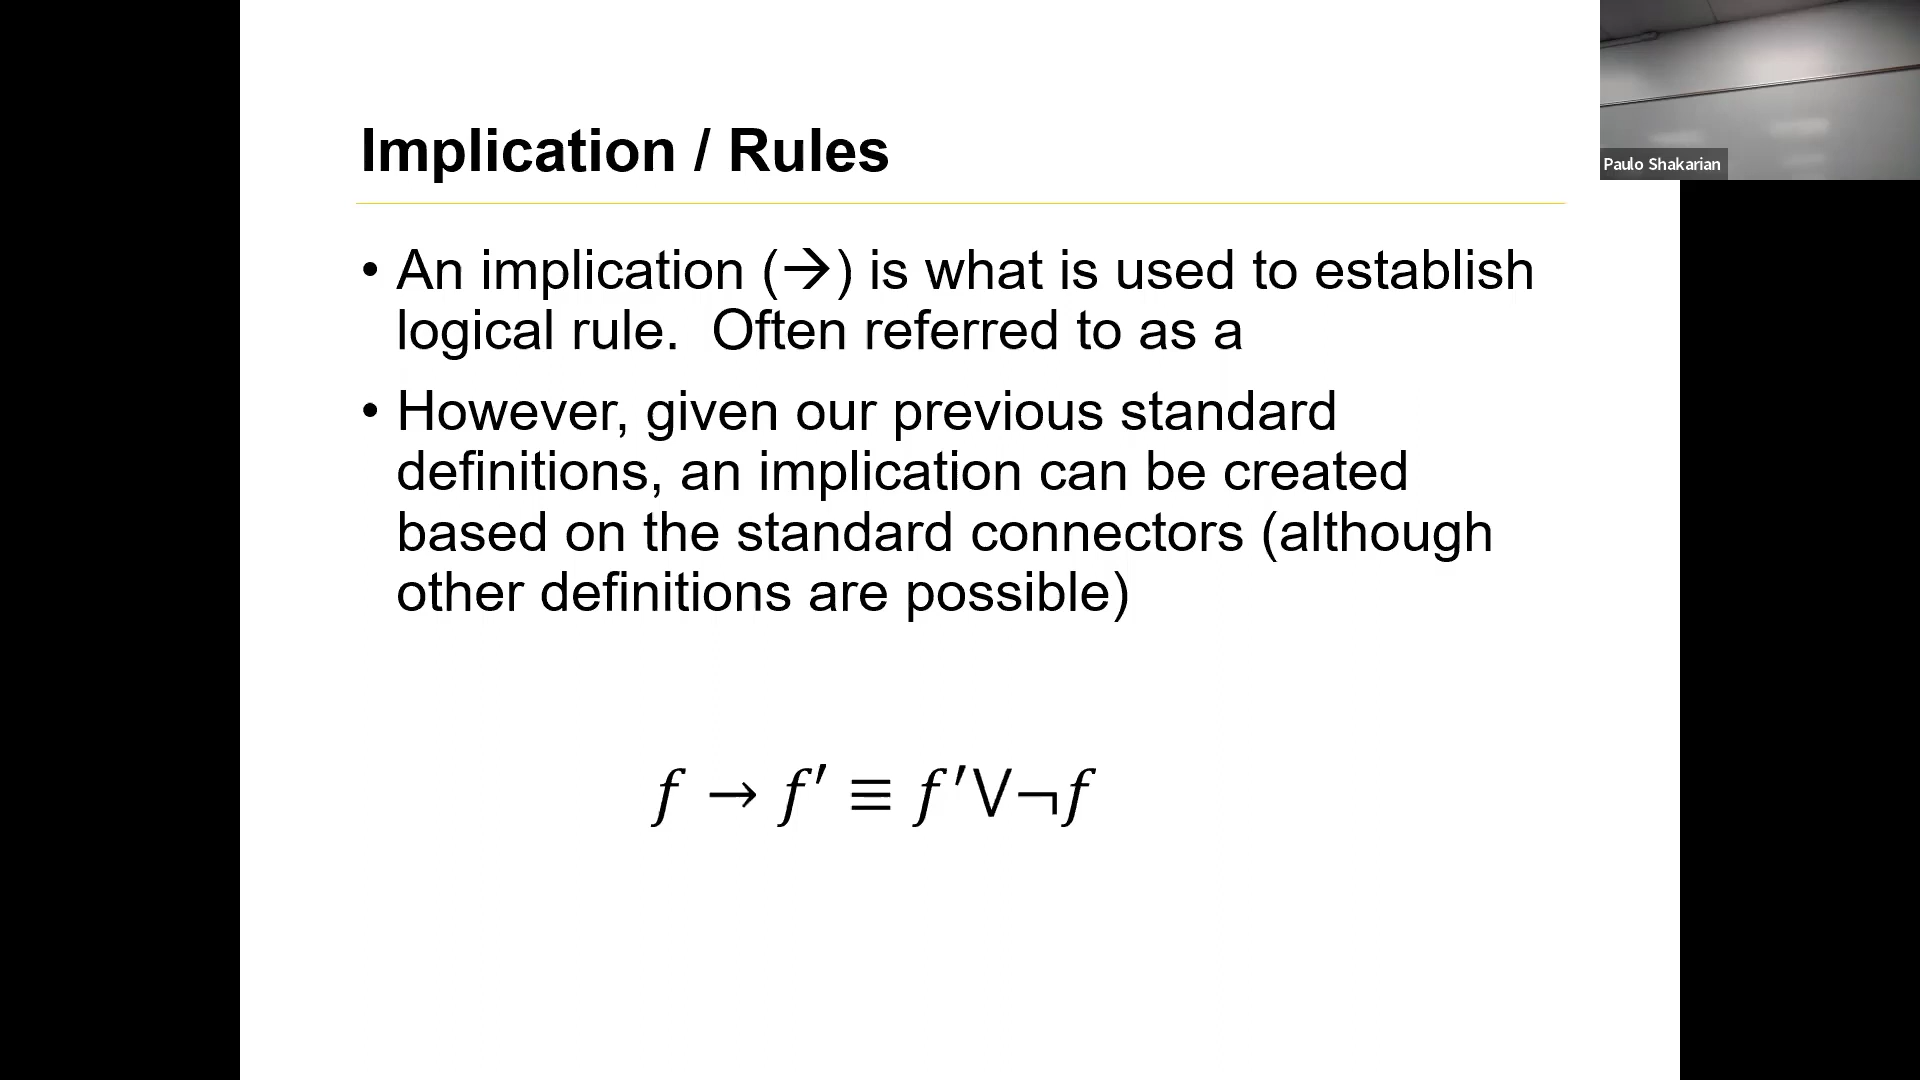 Implication / Rules
Paulo Shakarian
• An implication (→) is what is used to establish
logical rule.  Often referred to as a
• However, given our previous standard
definitions, an implication can be created
based on the standard connectors (although
other definitions are possible)
f → f′ ≡ f′∨¬f